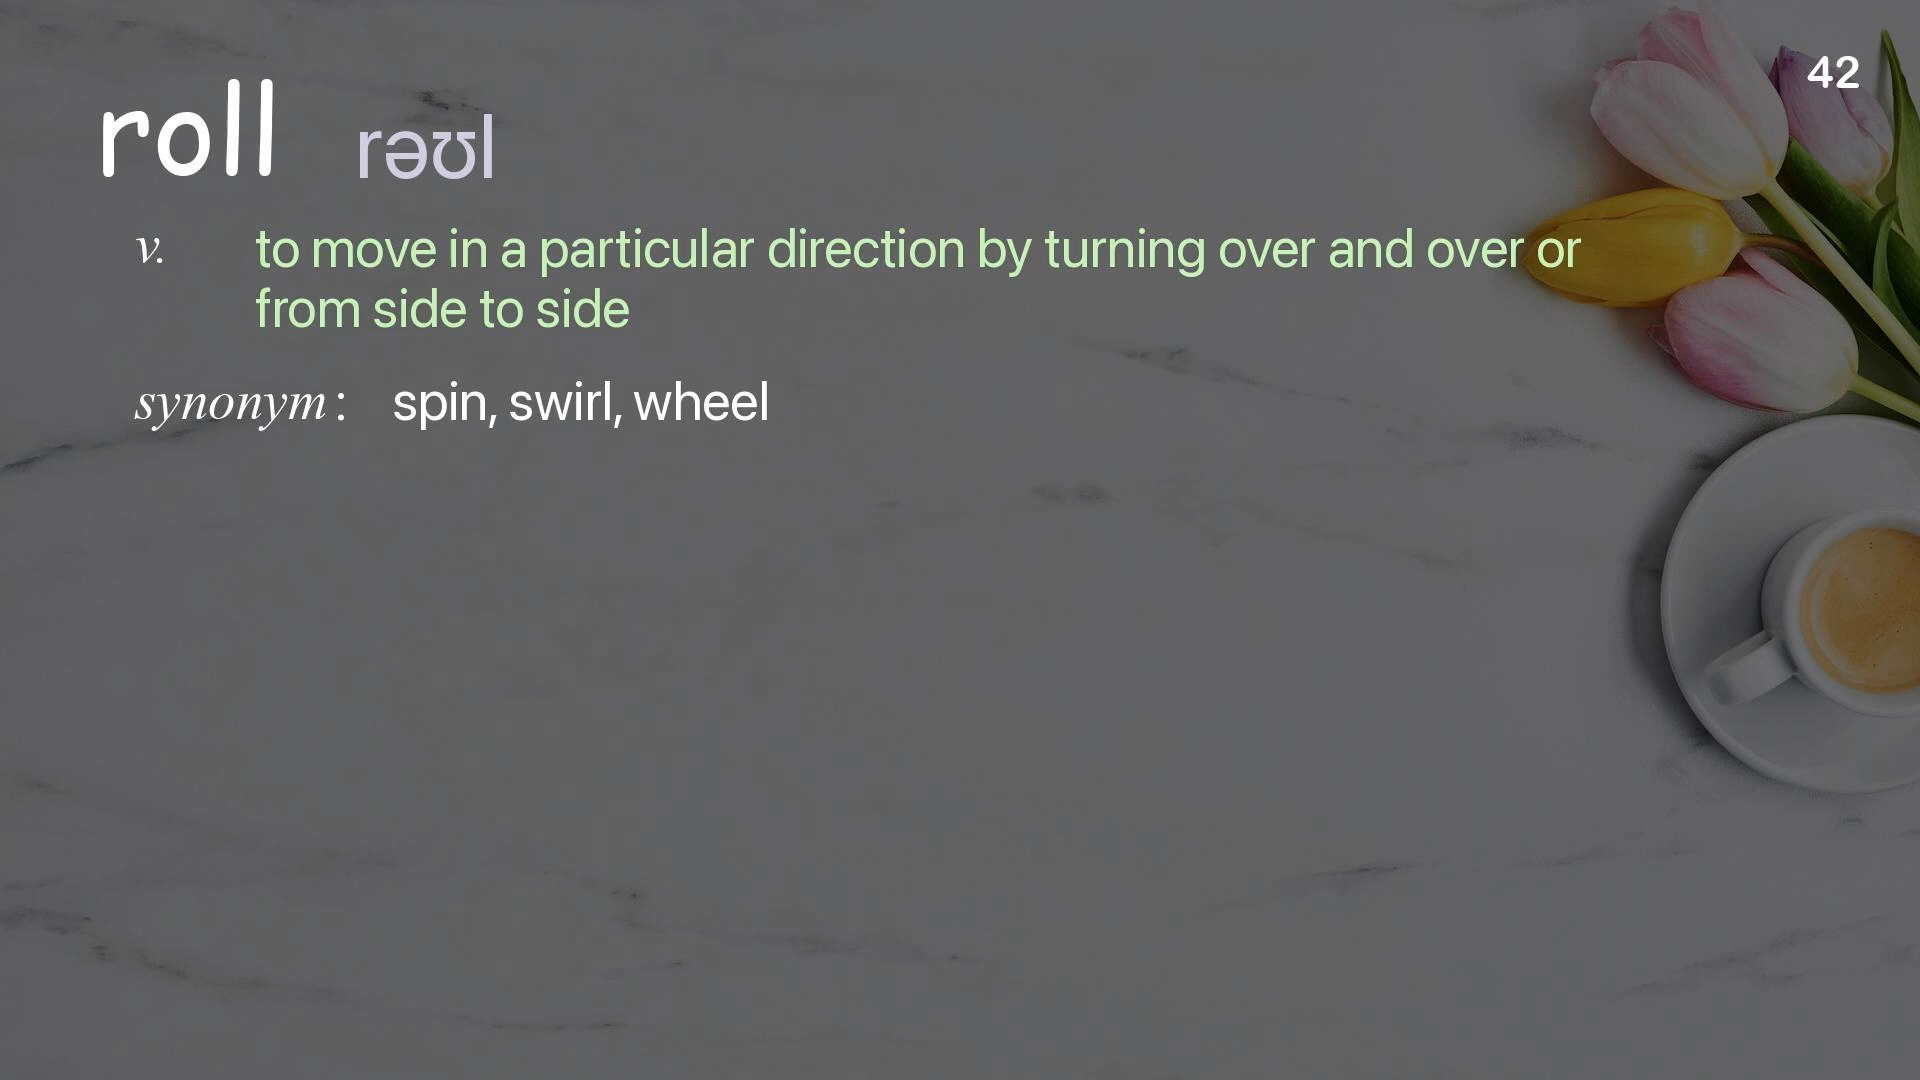 42
roll rəʊl
v. to move in a particular direction by turning over and over or
from side to side
synonym: spin, swirl, wheel